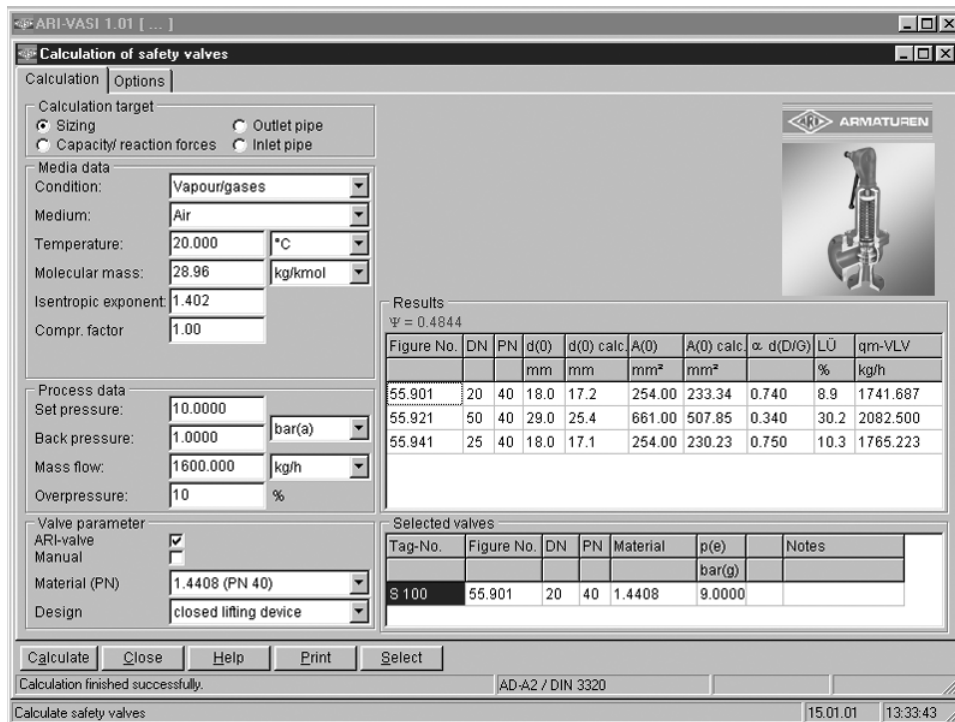 ARI-VASI 1.01 [ ... ]
Calculation of safety valves
Calculation Options
Calculation target
Sizing Outlet pipe
Capacity/ reaction forces Inlet pipe
ARI ARMATUREN
Media data
Condition: Vapour/gases
Medium: Air
Temperature: 20.000 °C
Molecular mass: 28.96 kg/kmol
Isentropic exponent: 1.402
Compr. factor 1.00
Process data
Set pressure: 10.0000
Back pressure: 1.0000 bar(a)
Mass flow: 1600.000 kg/h
Overpressure: 10 %
Valve parameter
ARI-valve
Manual
Material (PN) 1.4408 (PN 40)
Design closed lifting device
Results
Ψ = 0.4844
Figure No. DN PN d(0) d(0) calc. A(0) A(0) calc. α d(D/G) LÜ qm-VLV
mm mm mm² mm² % kg/h
55.901 20 40 18.0 17.2 254.00 233.34 0.740 8.9 1741.687
55.921 50 40 29.0 25.4 661.00 507.85 0.340 30.2 2082.500
55.941 25 40 18.0 17.1 254.00 230.23 0.750 10.3 1765.223
Selected valves
Tag-No. Figure No. DN PN Material p(e) Notes
bar(g)
S 100 55.901 20 40 1.4408 9.0000
Calculate Close Help Print Select
Calculation finished successfully. AD-A2 / DIN 3320
Calculate safety valves 15.01.01 13:33:43